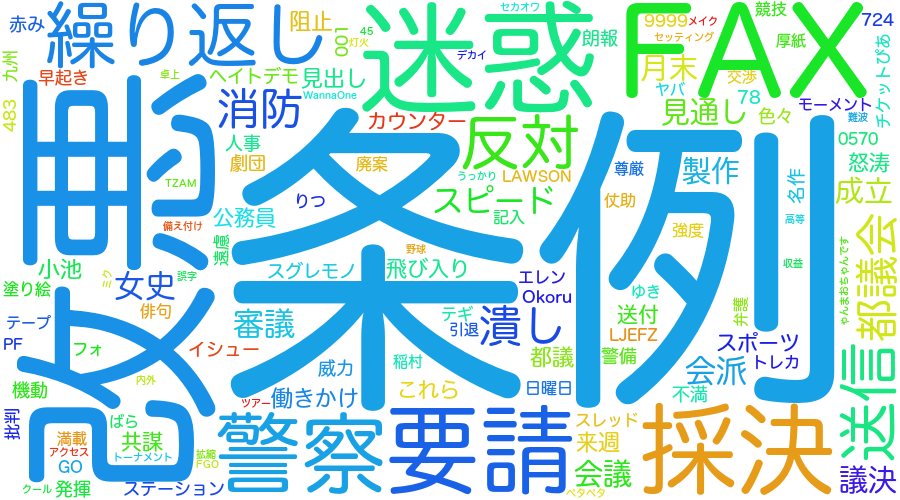 赤み
繰り返し
阻止
LOO
45
灯火
セカオワ
迷惑
朗報
FAX
9999
メイク
セッティング
競技
厚紙
724
チケットぴあ
九州
早起き
卓上
ヘイトデモ
見出し
WannaOne
デカイ
月末
交渉
ヤバ
78
モーメント
難波
483
改悪
消防
カウンター
反対
見通し
色々
0570
人事
劇団
廃案
うっかり
LAWSON
尊厳
製作
名作
怒涛
TZAM
りつ
スピード
記入
仗助
成立
備え付け
公務員
遠慮
条例
野球
強度
高等
都議会
小池
ミク
誤字
スグレモノ
飛び入り
エレン
収益
ゃんまおちゃんです
塗り絵
女史
俳句
Okoru
ゆき
弁護
テープ
PF
審議
テギ
引退
潰し
送付
LJEFZ
スポーツ
フォ
イシュー
威力
稲村
都議
警備
会派
トレカ
送信
機動
内外
働きかけ
これら
日曜日
不満
批判
ばら
ツアー
満載
アクセス
共謀
警察
要請
スレッド
来週
採決
GO
トーナメント
拡縮
FGO
会議
議決
クール
発揮
ステーション
ベタベタ